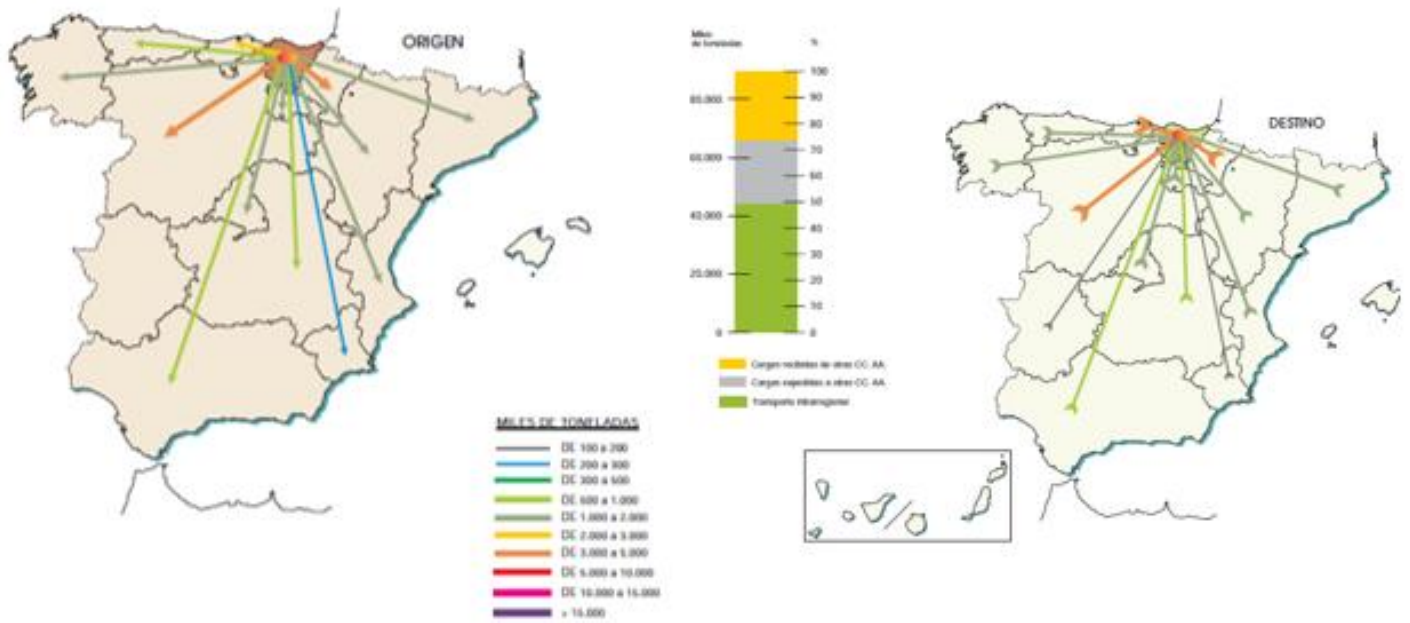 ORIGEN
Miles
de toneladas
%
80.000
60.000
40.000
20.000
0
100
90
80
70
60
50
40
30
20
10
0
Cargas recibidas de otras CC. AA.
Cargas expedidas a otras CC. AA.
Transporte intrarregional
DESTINO
MILES DE TONELADAS
DE 100 a 200
DE 200 a 300
DE 300 a 500
DE 500 a 1.000
DE 1.000 a 2.000
DE 2.000 a 3.000
DE 3.000 a 5.000
DE 5.000 a 10.000
DE 10.000 a 15.000
> 15.000